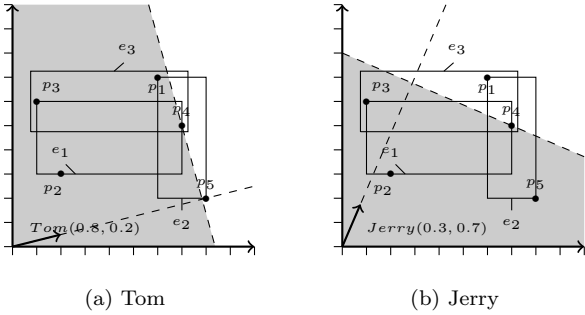 e3
p3
p1
p4
e1
p2
p5
e2
Tom(0.8, 0.2)
(a) Tom
e3
p1
p3
p4
e1
p2
p5
e2
Jerry(0.3, 0.7)
(b) Jerry